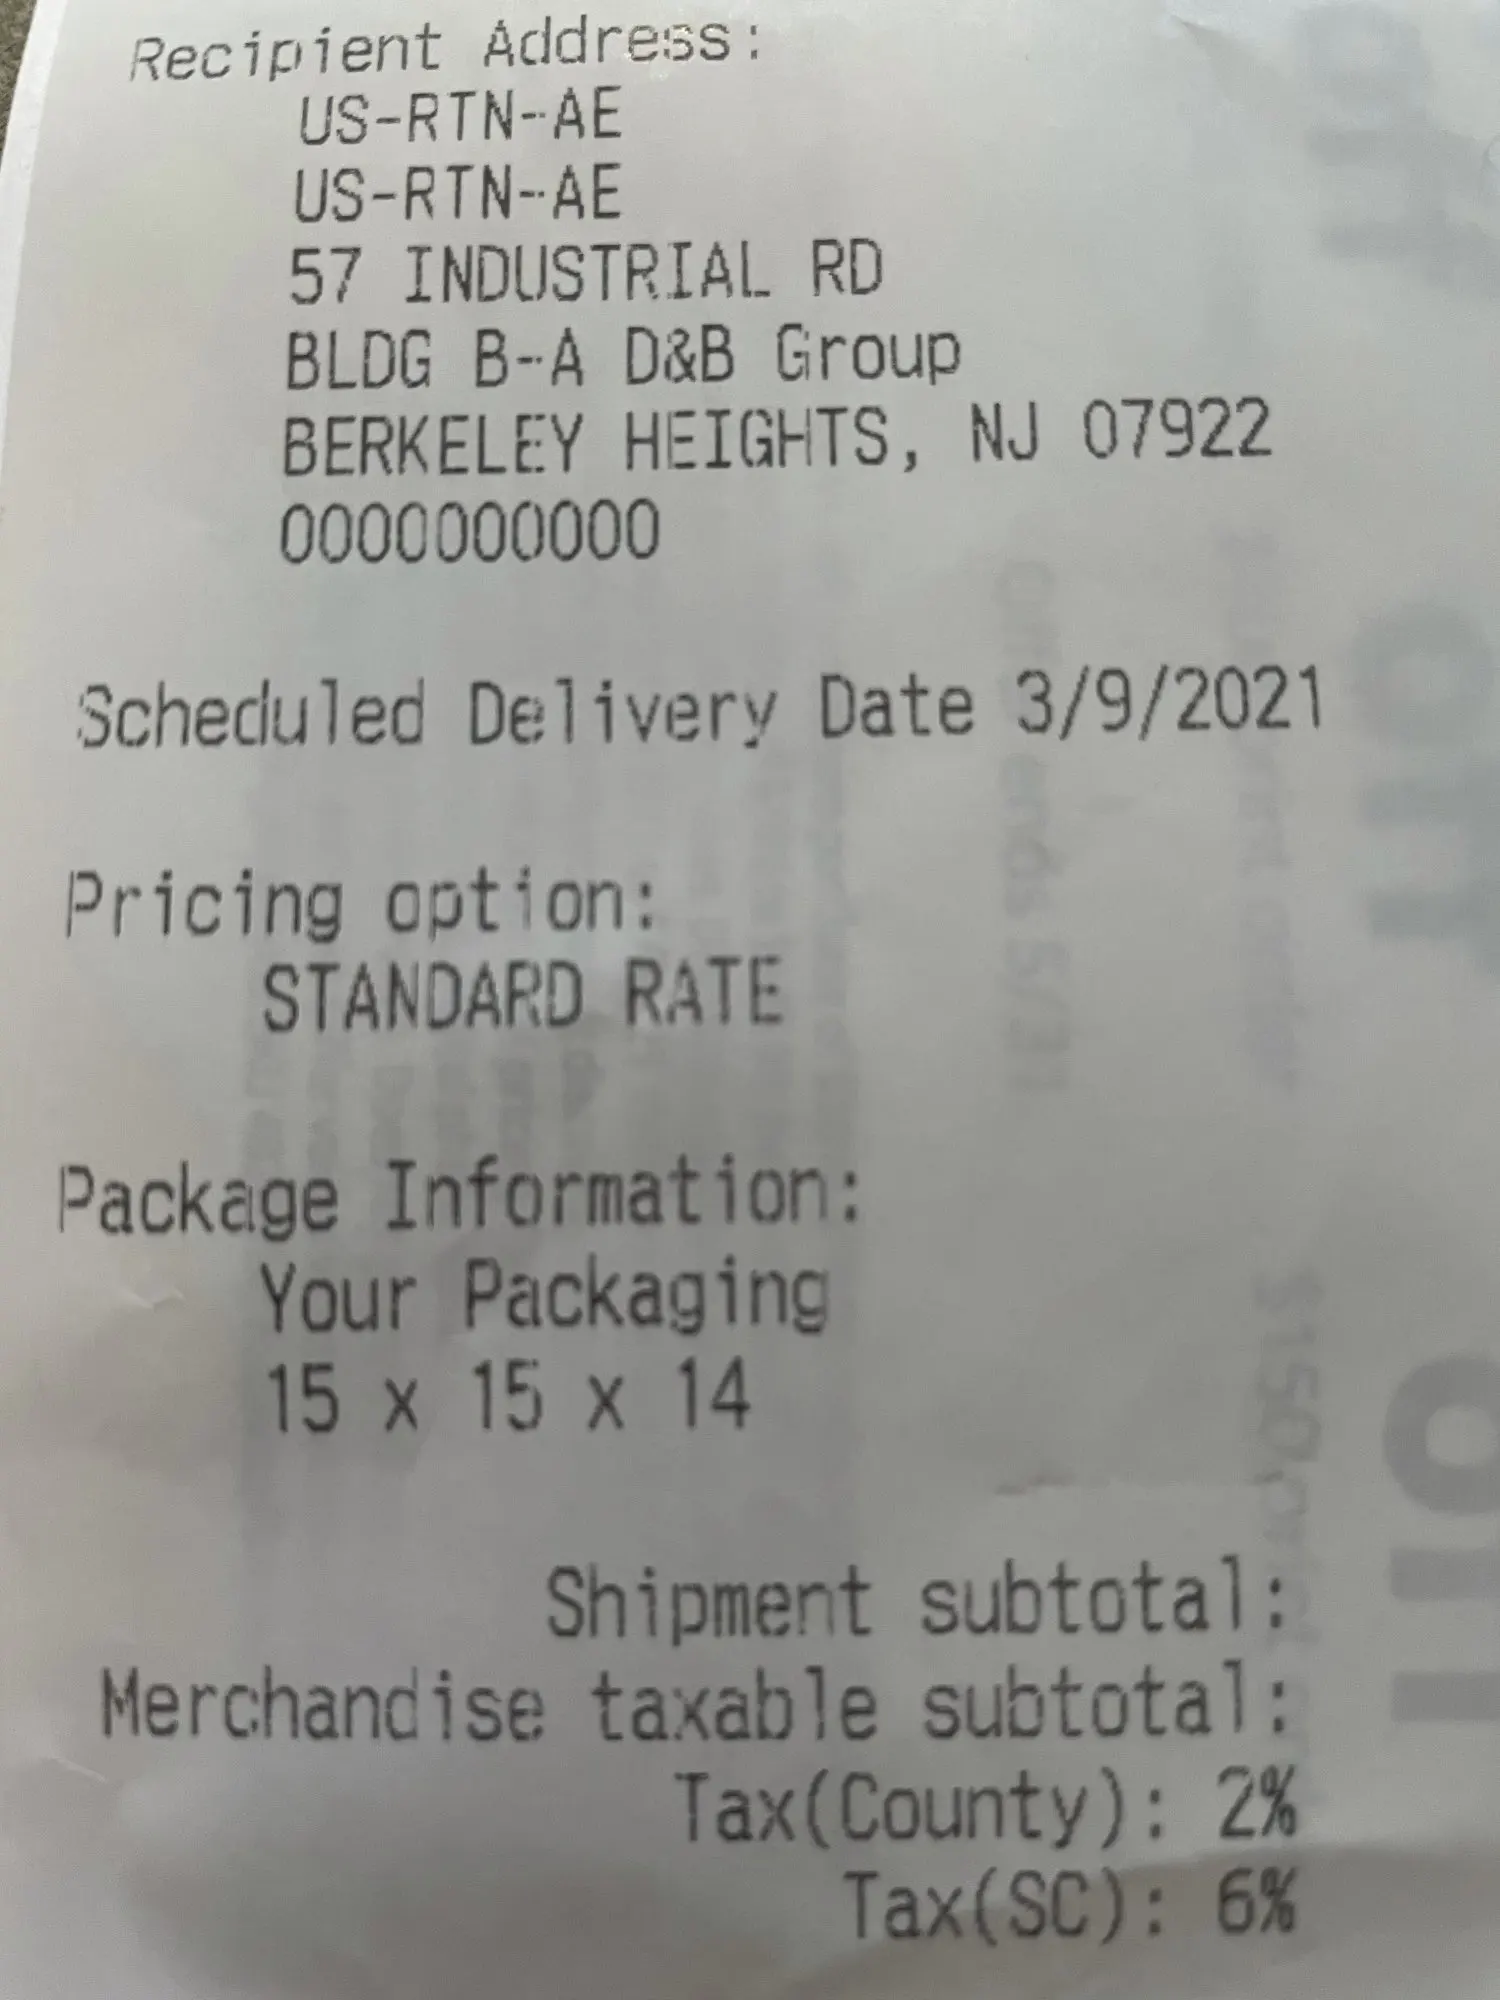 Recipient Address:
US-RTN-AE
US-RTN-AE
57 INDUSTRIAL RD
BLDG B-A D&B Group
BERKELEY HEIGHTS, NJ 07922
0000000000
Scheduled Delivery Date 3/9/2021
Pricing option:
STANDARD RATE
Package Information:
Your Packaging
15 x 15 x 14
Shipment subtotal:
Merchandise taxable subtotal:
Tax(County): 2%
Tax(SC): 6%